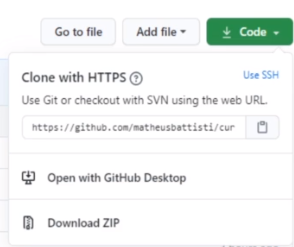 Go to file Add file Code
Clone with HTTPS Use SSH
Use Git or checkout with SVN using the web URL.
https://github.com/matheusbattisti/cur
Open with GitHub Desktop
Download ZIP